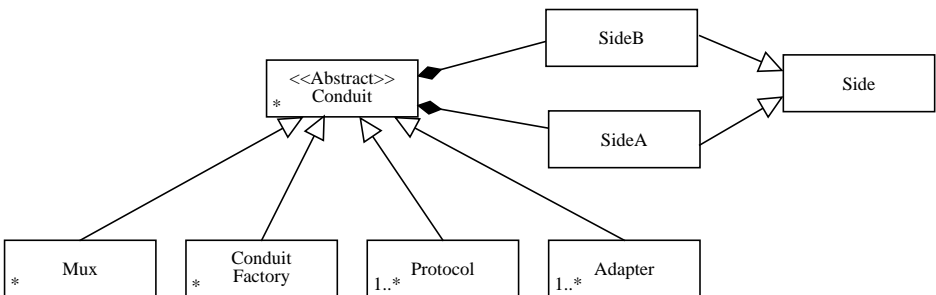 SideB
<<Abstract>>
Conduit
*
Side
SideA
Mux
*
Conduit
Factory
*
Protocol
1..*
Adapter
1..*